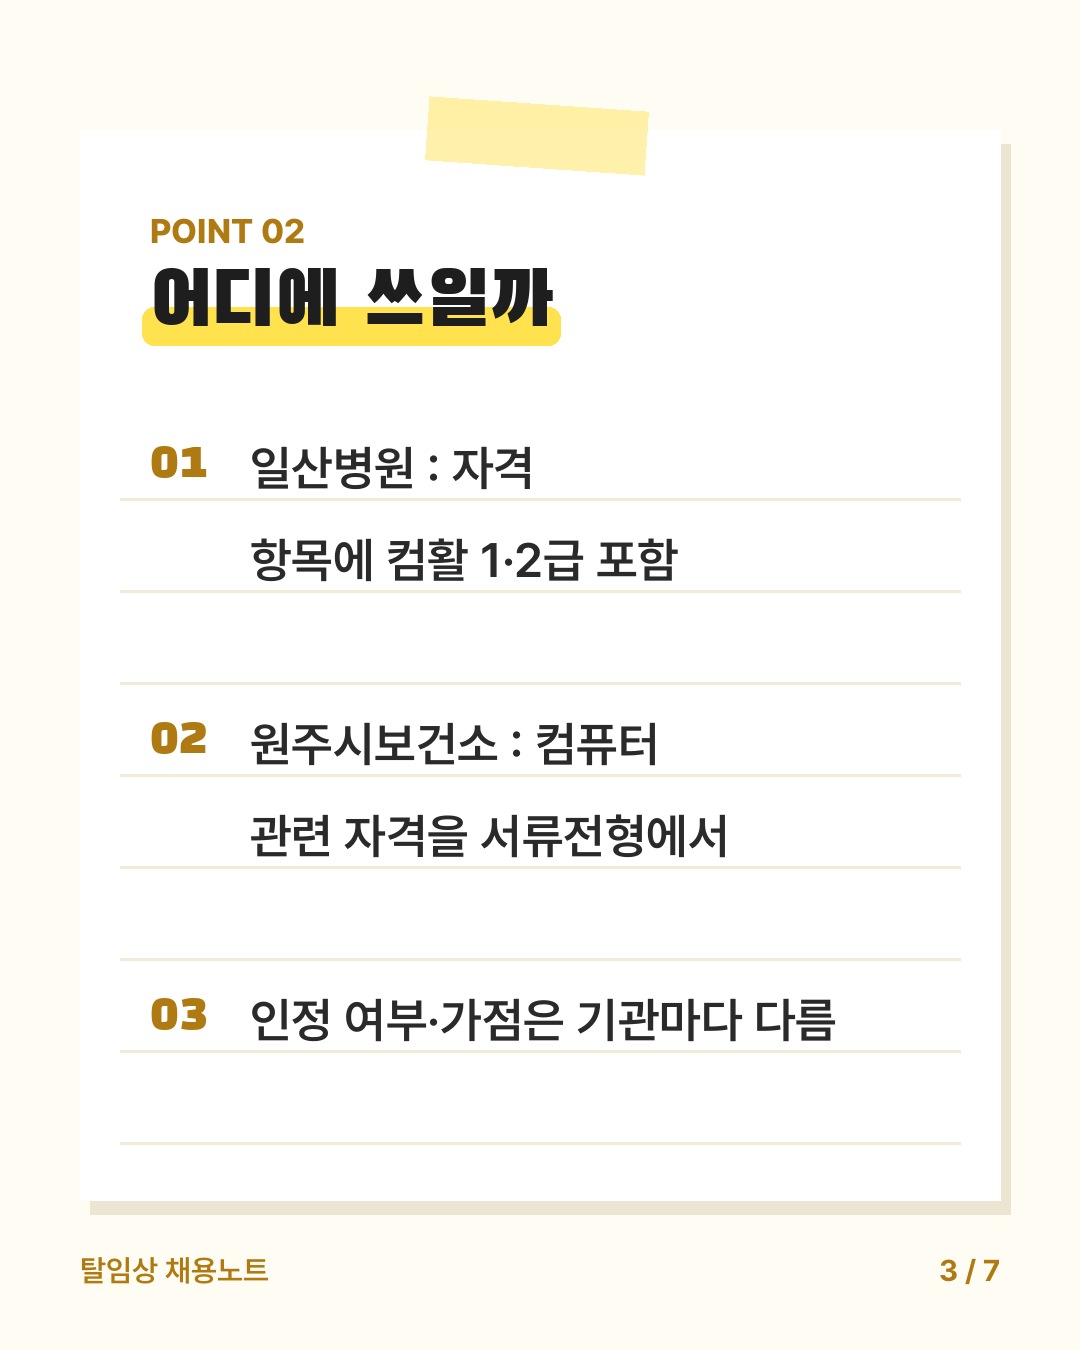 POINT 02
어디에 쓰일까
01 일산병원 : 자격
항목에 컴활 1·2급 포함
02 원주시보건소 : 컴퓨터
관련 자격을 서류전형에서
03 인정 여부·가점은 기관마다 다름
탈임상 채용노트
3 / 7